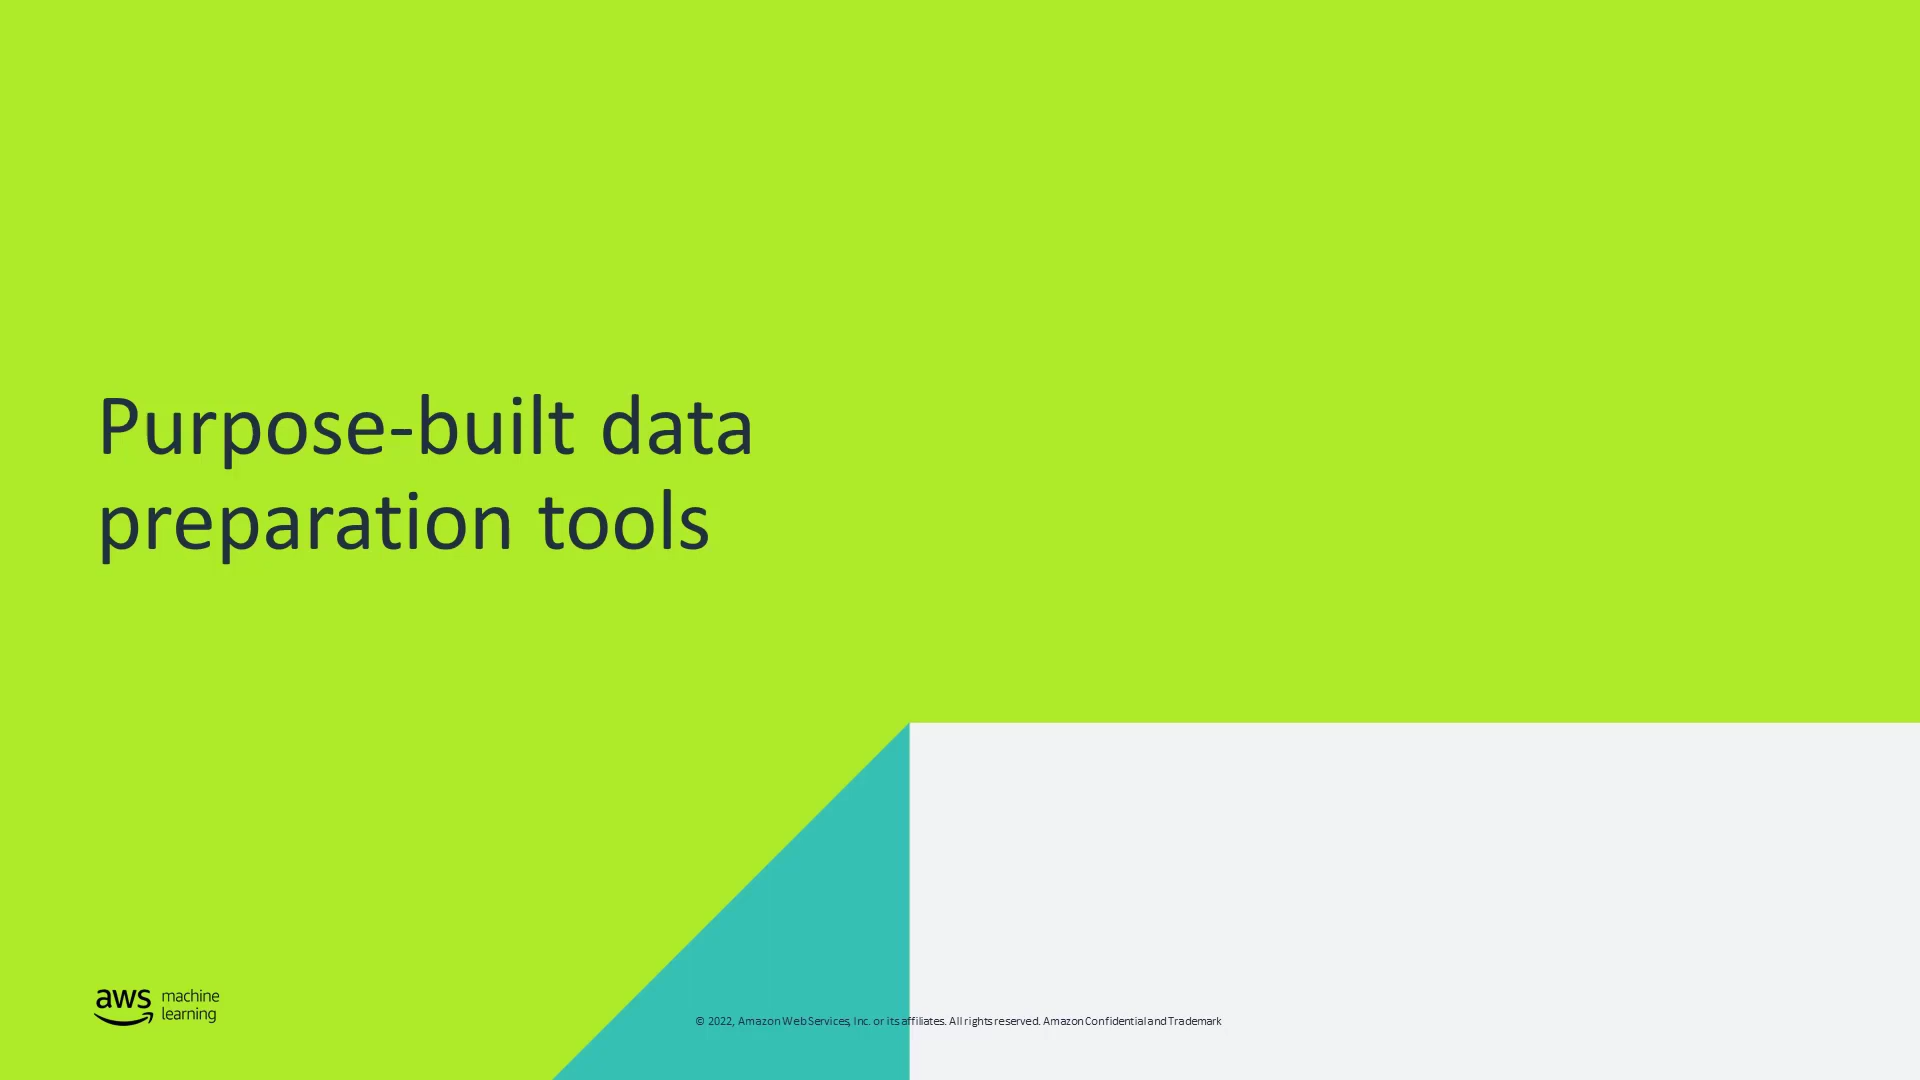 Purpose-built data
preparation tools
aws machine
learning
© 2022, Amazon Web Services, Inc. or its affiliates. All rights reserved. Amazon Confidential and Trademark